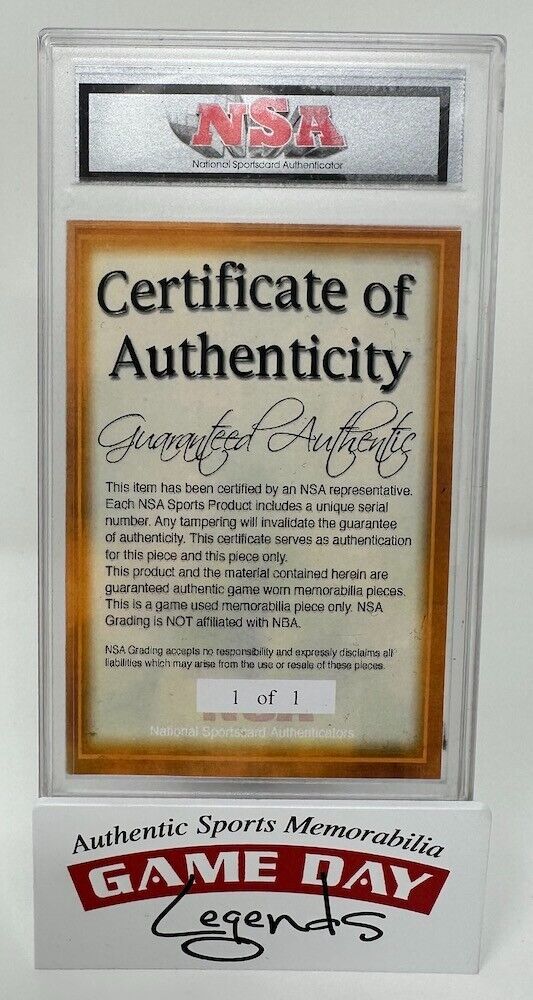 NSA
National Sportscard Authenticator
Certificate of
Authenticity
Guaranteed Authentic
This item has been certified by an NSA representative.
Each NSA Sports Product includes a unique serial
number. Any tampering will invalidate the guarantee
of authenticity. This certificate serves as authentication
for this piece and this piece only.
This product and the material contained herein are
guaranteed authentic game worn memorabilia pieces.
This is a game used memorabilia piece only. NSA
Grading is NOT affiliated with NBA.
NSA Grading accepts no responsibility and expressly disclaims all
liabilities which may arise from the use or resale of these pieces.
1 of 1
NSA
National Sportscard Authenticators
Authentic Sports Memorabilia
GAME DAY
Legends